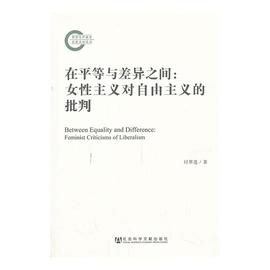 在平等与差异之间：
女性主义对自由主义的
批判
Between Equality and Difference:
Feminist Criticisms of Liberalism
著
社会科学文献出版社